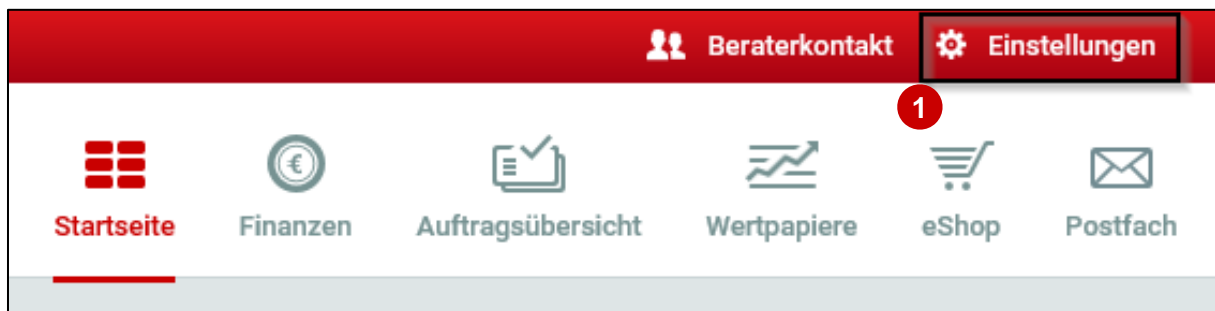 Beraterkontakt Einstellungen
1
€
Startseite Finanzen Auftragsübersicht Wertpapiere eShop Postfach